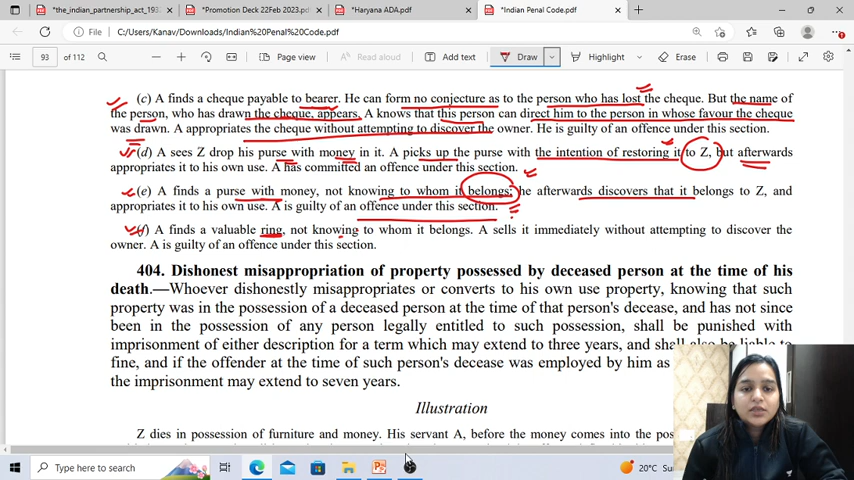 *the_indian_partnership_act_193
*Promotion Deck 22Feb 2023.pdf
*Haryana ADA.pdf
*Indian Penal Code.pdf
File
C:/Users/Kanav/Downloads/Indian%20Penal%20Code.pdf
93 of 112
Page view
Read aloud
Add text
Draw
Highlight
Erase
(c) A finds a cheque payable to bearer. He can form no conjecture as to the person who has lost the cheque. But the name of
the person, who has drawn the cheque, appears. A knows that this person can direct him to the person in whose favour the cheque
was drawn. A appropriates the cheque without attempting to discover the owner. He is guilty of an offence under this section.
(d) A sees Z drop his purse with money in it. A picks up the purse with the intention of restoring it to Z, but afterwards
appropriates it to his own use. A has committed an offence under this section.
(e) A finds a purse with money, not knowing to whom it belongs; he afterwards discovers that it belongs to Z, and
appropriates it to his own use. A is guilty of an offence under this section.
(f) A finds a valuable ring, not knowing to whom it belongs. A sells it immediately without attempting to discover the
owner. A is guilty of an offence under this section.
404. Dishonest misappropriation of property possessed by deceased person at the time of his
death.—Whoever dishonestly misappropriates or converts to his own use property, knowing that such
property was in the possession of a deceased person at the time of that person's decease, and has not since
been in the possession of any person legally entitled to such possession, shall be punished with
imprisonment of either description for a term which may extend to three years, and shall also be liable to
fine, and if the offender at the time of such person's decease was employed by him as
the imprisonment may extend to seven years.
Illustration
Z dies in possession of furniture and money. His servant A, before the money comes into the
Type here to search
20°C